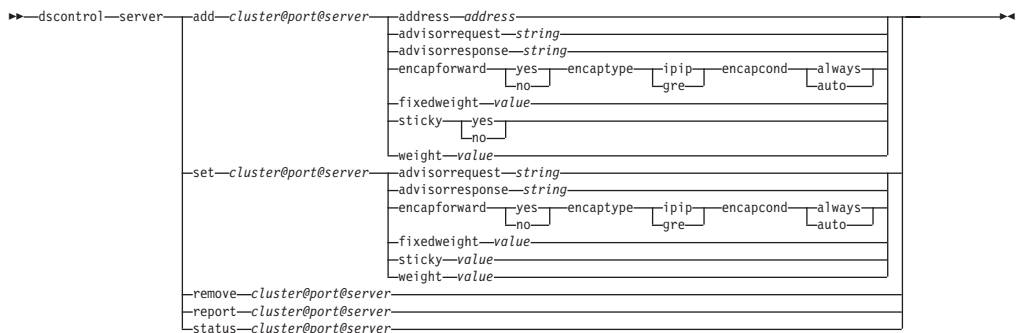 dscontrol server add cluster@port@server address address
advisorrequest string
advisorresponse string
encapforward yes encaptype ipip encapcond always
no gre auto
fixedweight value
sticky yes
no
weight value
set cluster@port@server advisorrequest string
advisorresponse string
encapforward yes encaptype ipip encapcond always
no gre auto
fixedweight value
sticky value
weight value
remove cluster@port@server
report cluster@port@server
status cluster@port@server